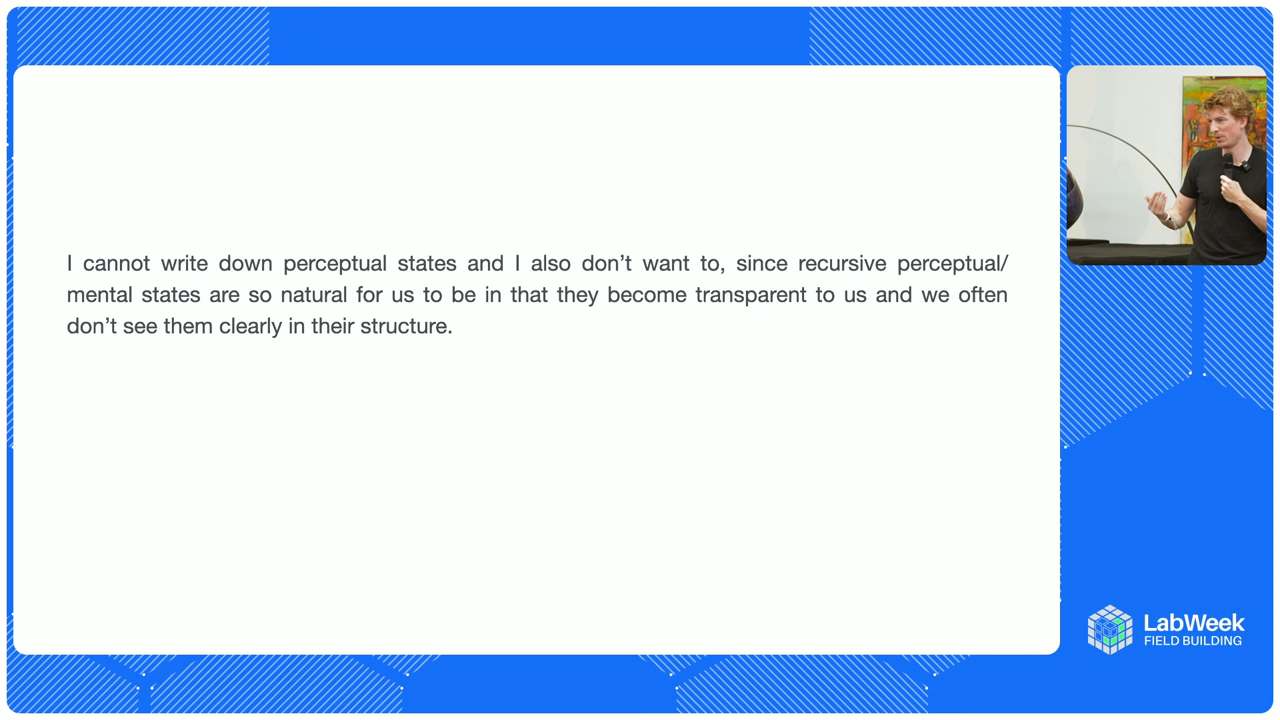 I cannot write down perceptual states and I also don’t want to, since recursive perceptual/
mental states are so natural for us to be in that they become transparent to us and we often
don’t see them clearly in their structure.
LabWeek
FIELD BUILDING